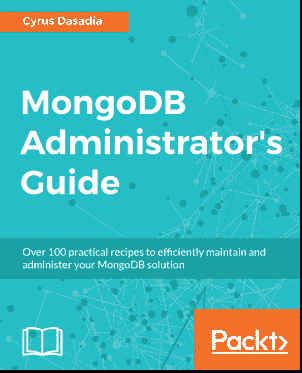 Cyrus Dasadia
MongoDB
Administrator's
Guide
Over 100 practical recipes to efficiently maintain and
administer your MongoDB solution
Packt>